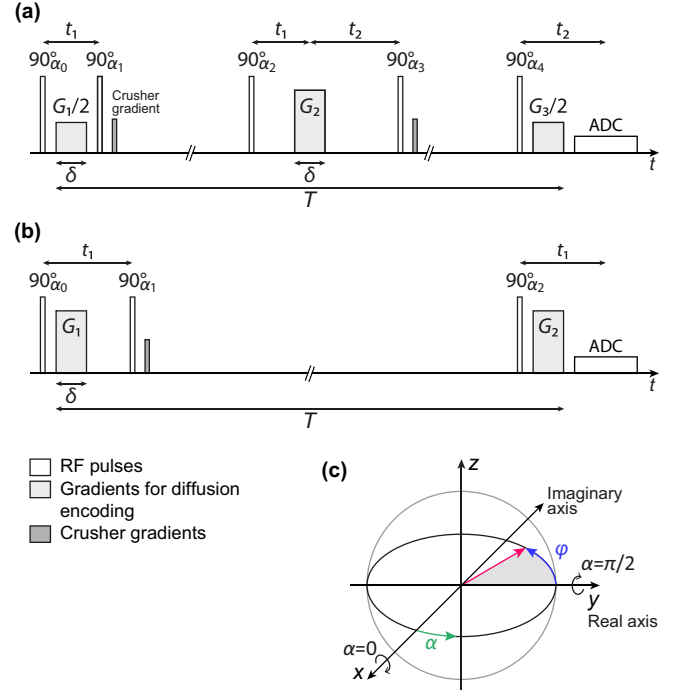 (a)
t₁ t₁ t₂ t₂
90°α₀ 90°α₁ 90°α₂ 90°α₃ 90°α₄
Crusher
gradient
G₁/2 G₂ G₃/2 ADC
δ δ t
T
(b)
t₁ t₁
90°α₀ 90°α₁ 90°α₂
G₁ G₂ ADC
δ t
T
RF pulses
Gradients for diffusion
encoding
Crusher gradients
(c)
z
Imaginary
axis
φ
α=π/2
y
Real axis
α
α=0
x